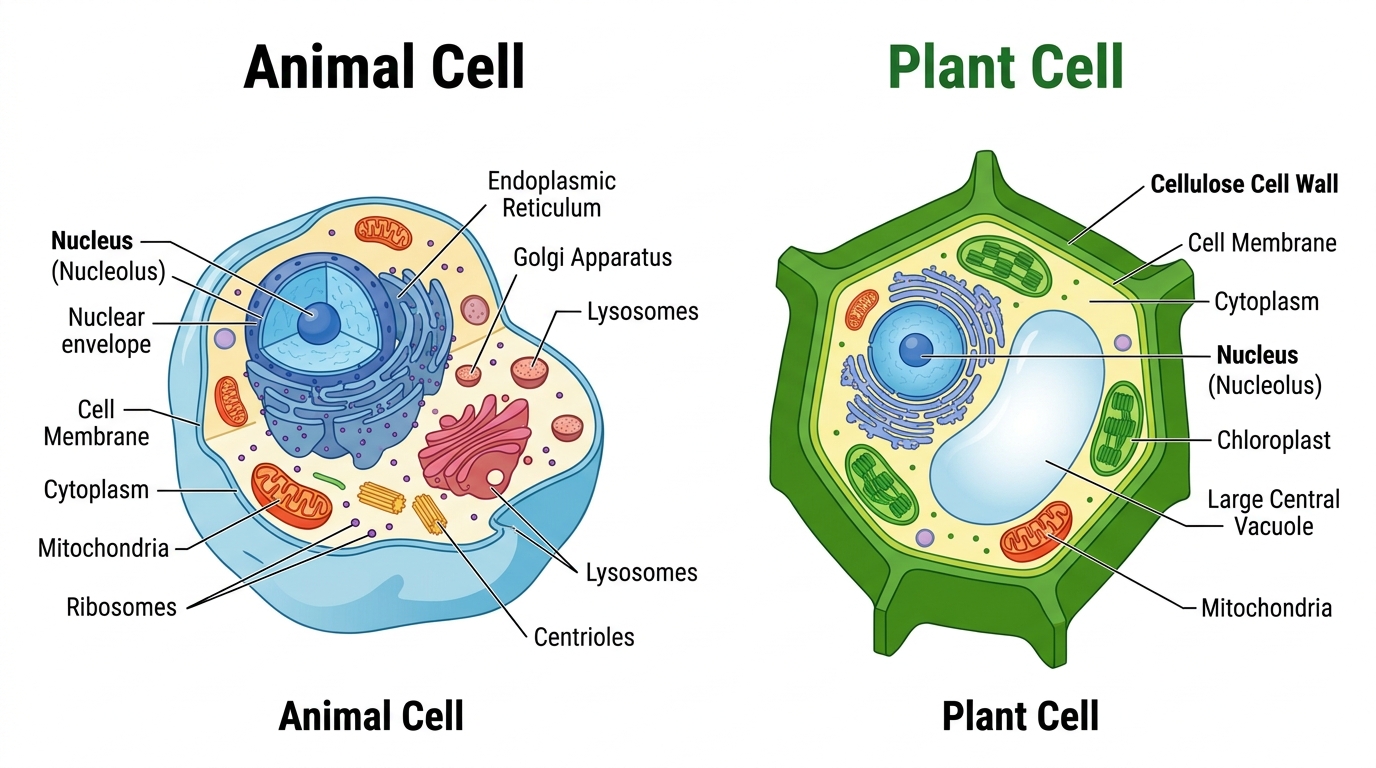 Animal Cell
Plant Cell
Endoplasmic
Reticulum
Nucleus
(Nucleolus)
Golgi Apparatus
Nuclear
envelope
Lysosomes
Cell
Membrane
Cytoplasm
Mitochondria
Ribosomes
Lysosomes
Centrioles
Animal Cell
Cellulose Cell Wall
Cell Membrane
Cytoplasm
Nucleus
(Nucleolus)
Chloroplast
Large Central
Vacuole
Mitochondria
Plant Cell